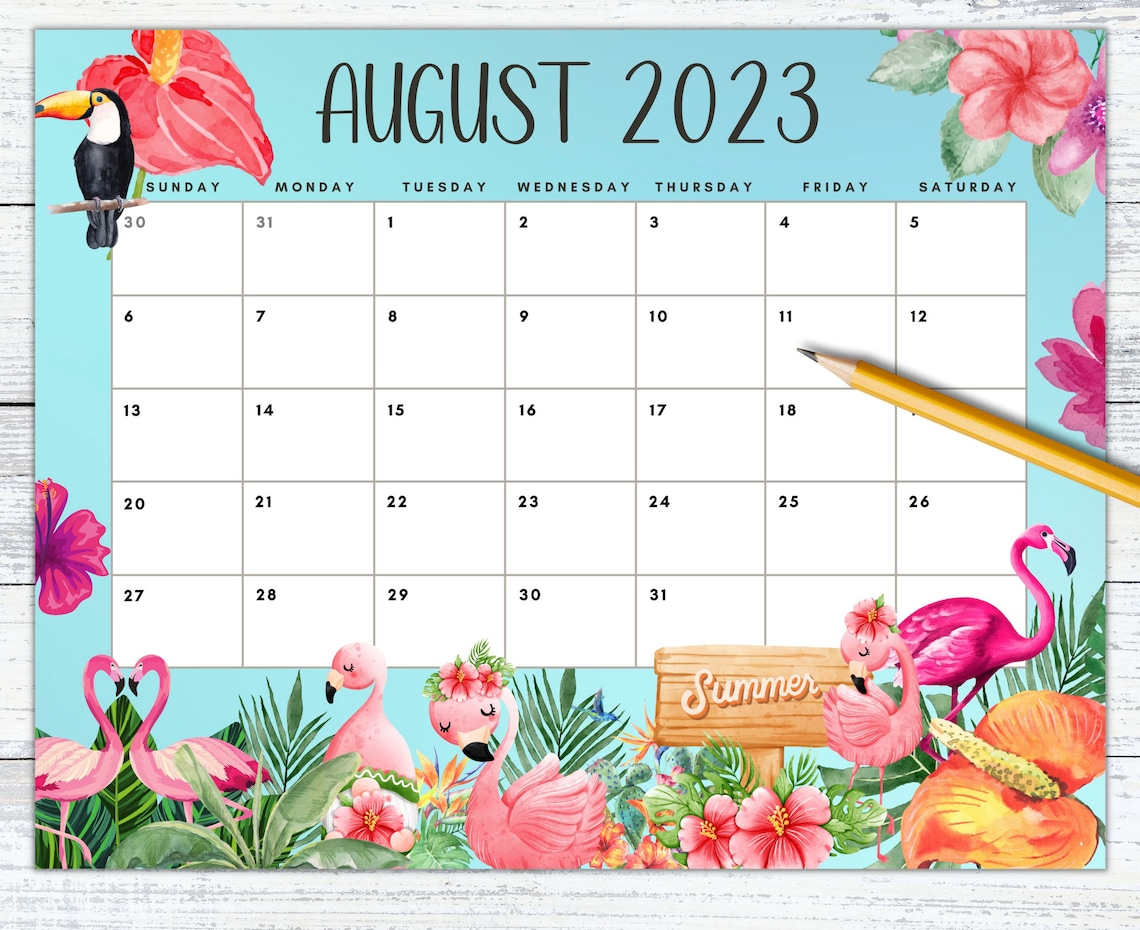 AUGUST 2023
SUNDAY MONDAY TUESDAY WEDNESDAY THURSDAY FRIDAY SATURDAY
30 31 1 2 3 4 5
6 7 8 9 10 11 12
13 14 15 16 17 18
20 21 22 23 24 25 26
27 28 29 30 31
Summer